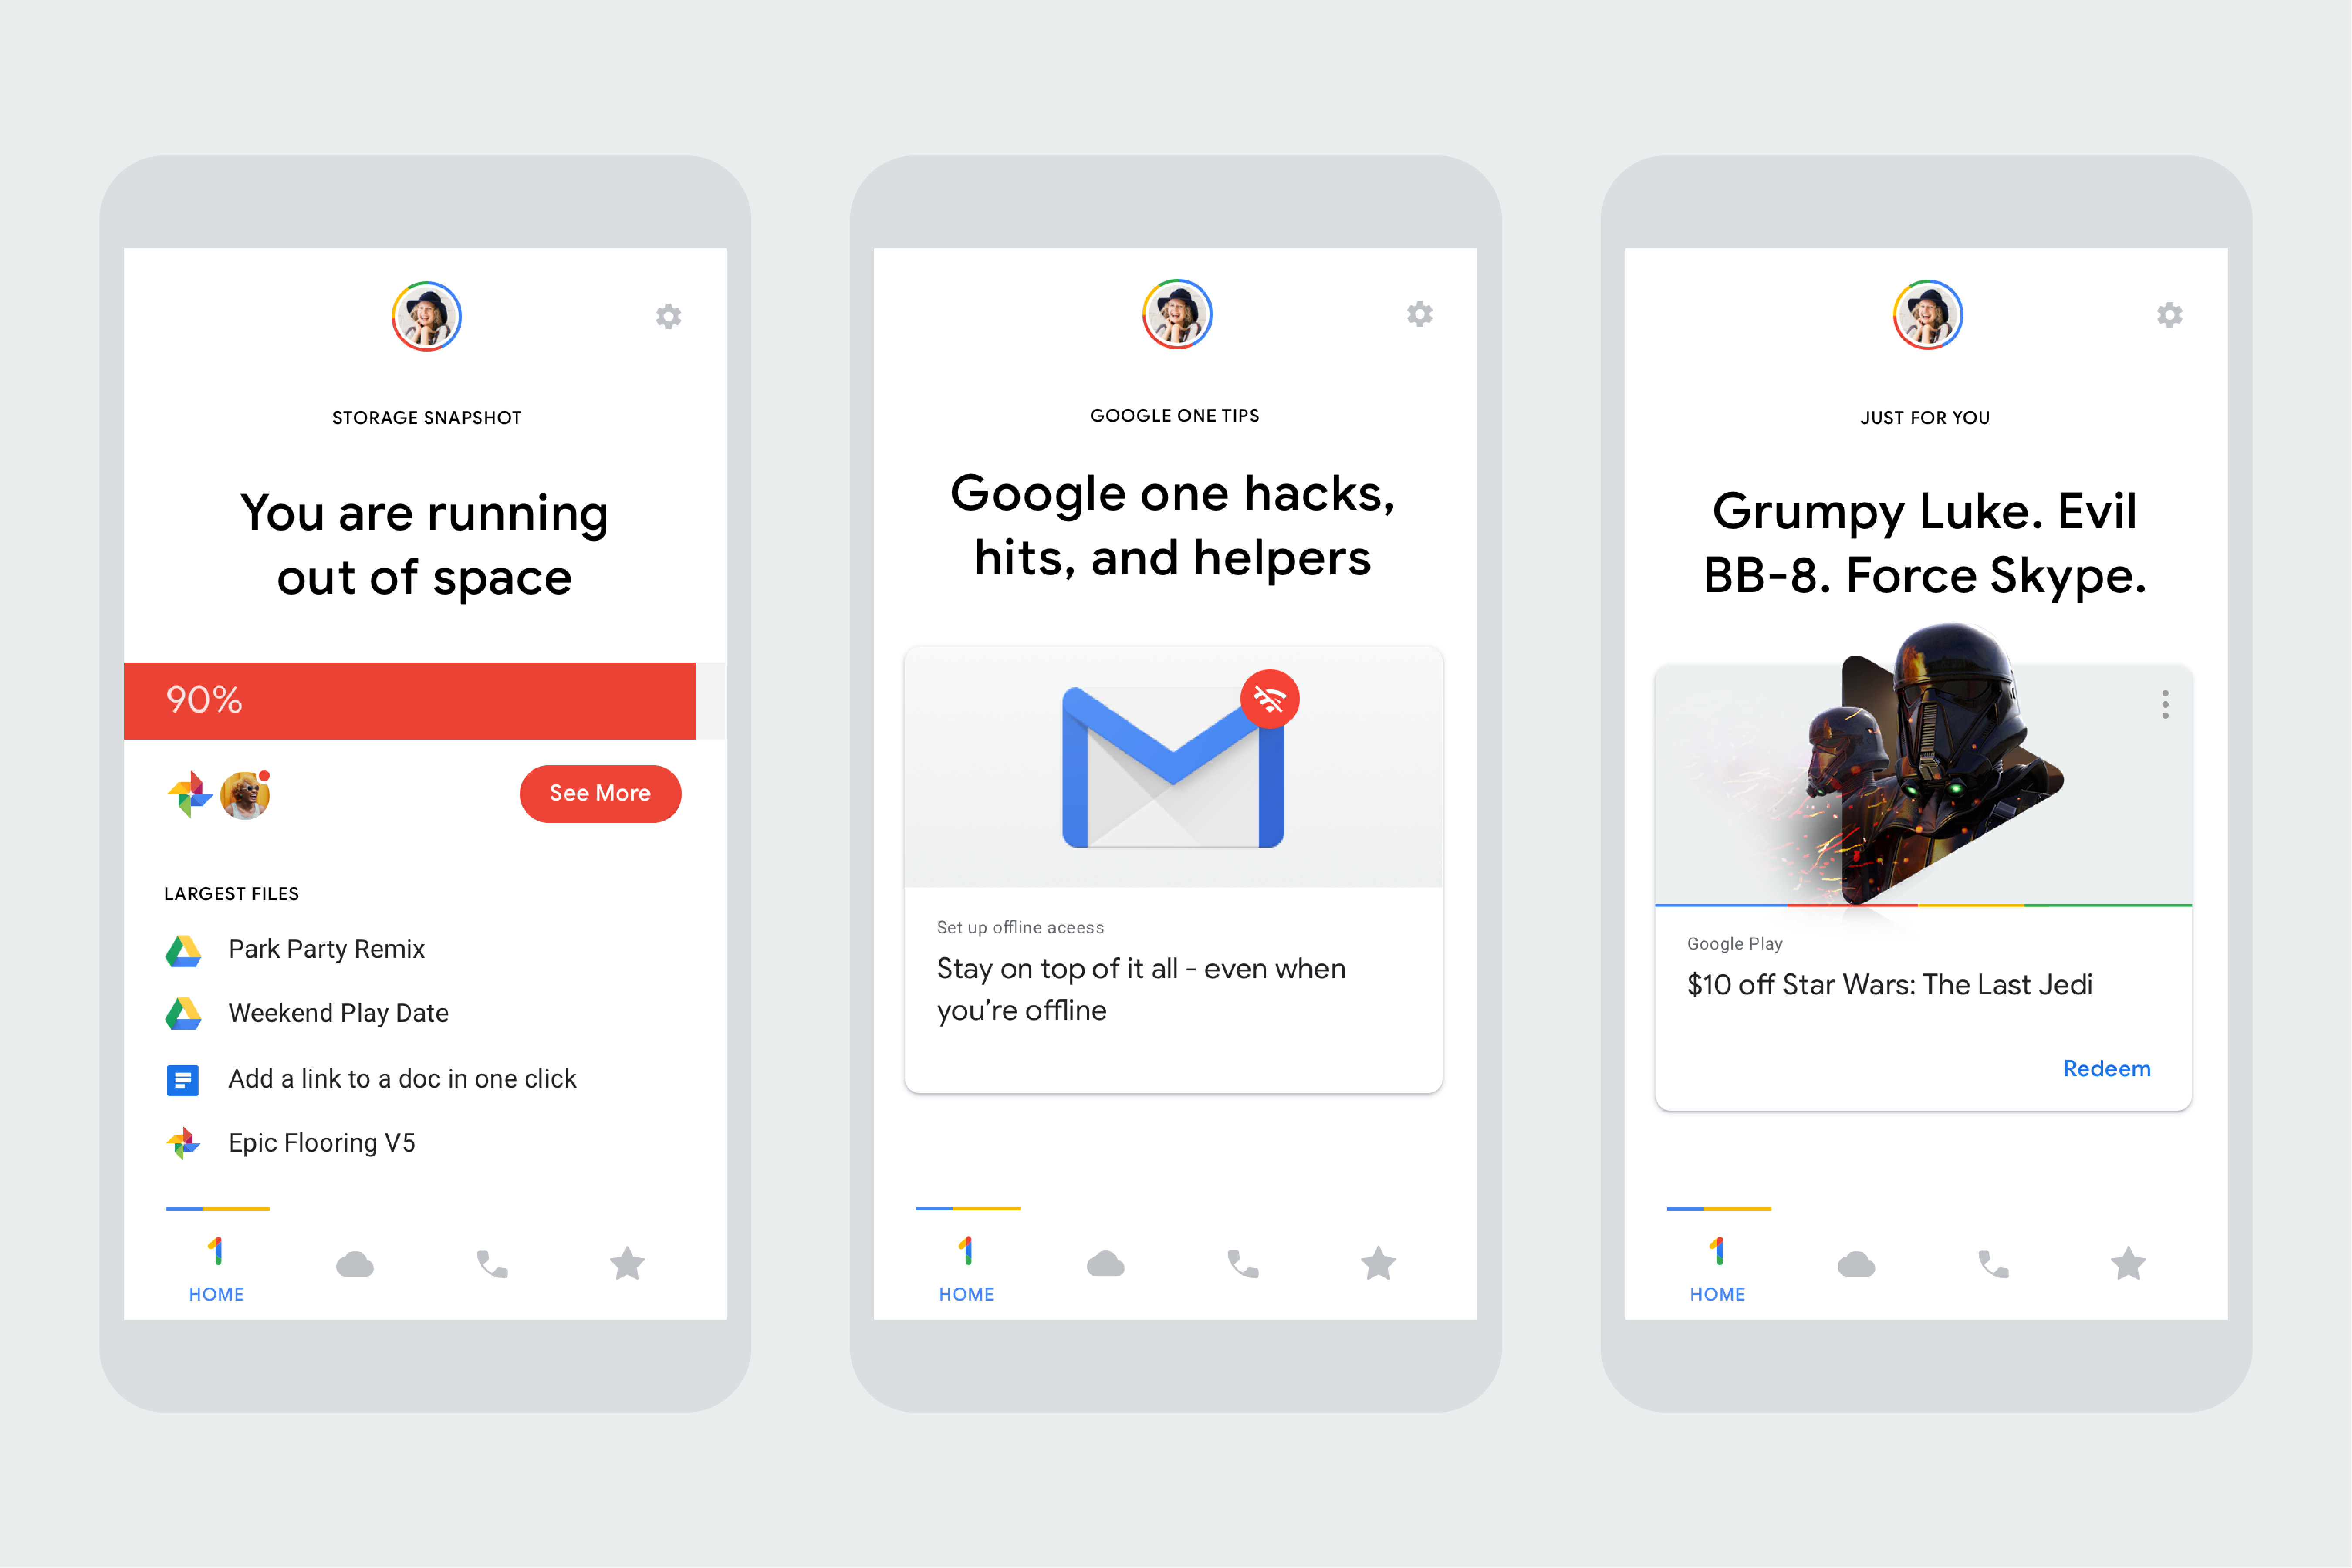 STORAGE SNAPSHOT
You are running
out of space
90%
See More
LARGEST FILES
Park Party Remix
Weekend Play Date
Add a link to a doc in one click
Epic Flooring V5
1
HOME
GOOGLE ONE TIPS
Google one hacks,
hits, and helpers
Set up offline aceess
Stay on top of it all - even when
you’re offline
1
HOME
JUST FOR YOU
Grumpy Luke. Evil
BB-8. Force Skype.
Google Play
$10 off Star Wars: The Last Jedi
Redeem
1
HOME